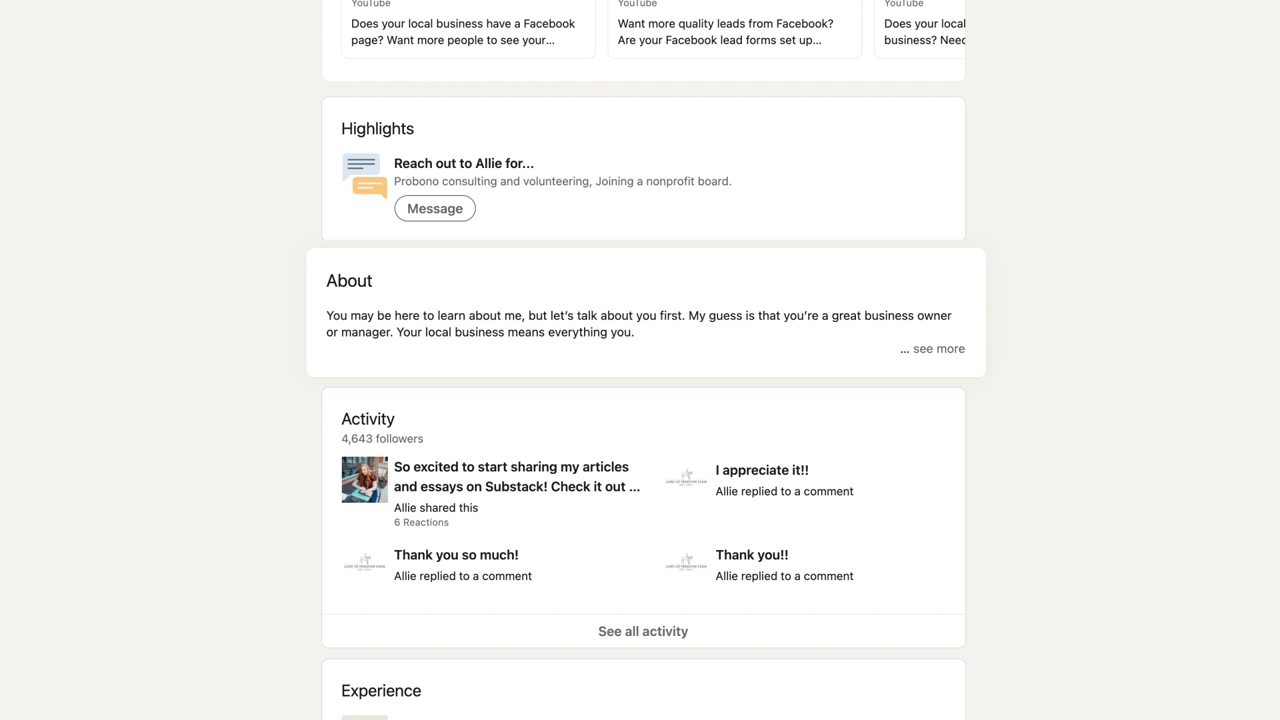 YouTube
YouTube
YouTube
Does your local business have a Facebook
page? Want more people to see your...
Want more quality leads from Facebook?
Are your Facebook lead forms set up...
Does your local
business? Need
Highlights
Reach out to Allie for...
Probono consulting and volunteering, Joining a nonprofit board.
Message
About
You may be here to learn about me, but let's talk about you first. My guess is that you're a great business owner
or manager. Your local business means everything you.
... see more
Activity
4,643 followers
So excited to start sharing my articles
and essays on Substack! Check it out ...
Allie shared this
6 Reactions
I appreciate it!!
Allie replied to a comment
Thank you so much!
Allie replied to a comment
Thank you!!
Allie replied to a comment
See all activity
Experience